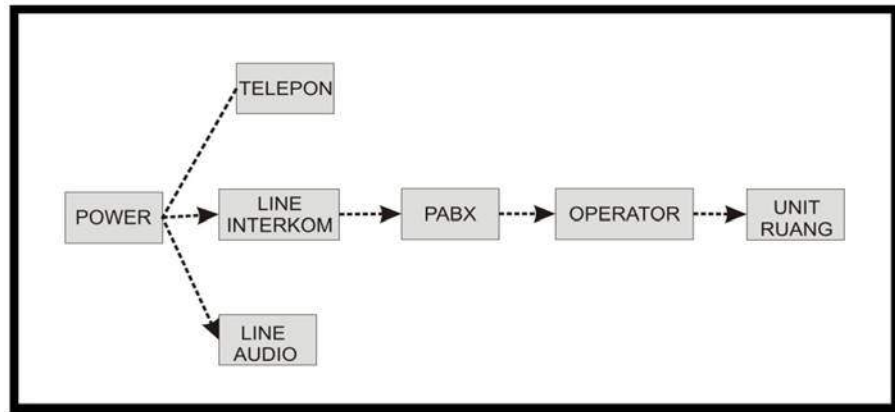 TELEPON
POWER
LINE
INTERKOM
PABX
OPERATOR
UNIT
RUANG
LINE
AUDIO